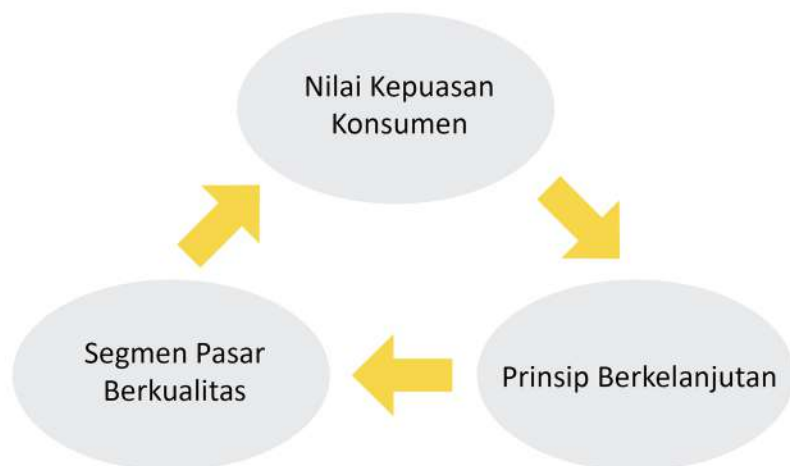 Nilai Kepuasan
Konsumen
Segmen Pasar
Berkualitas
Prinsip Berkelanjutan